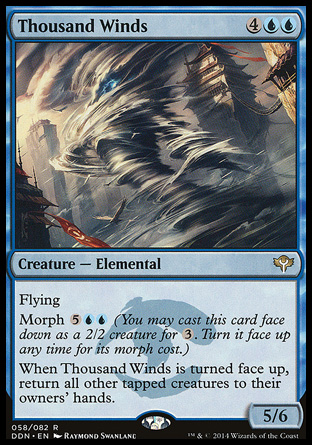 Thousand Winds 4
Creature — Elemental
Flying
Morph 5 (You may cast this card face
down as a 2/2 creature for 3. Turn it face up
any time for its morph cost.)
When Thousand Winds is turned face up,
return all other tapped creatures to their
owners' hands.
5/6
058/082 R
DDN • EN RAYMOND SWANLAND
™ & © 2014 Wizards of the Coast